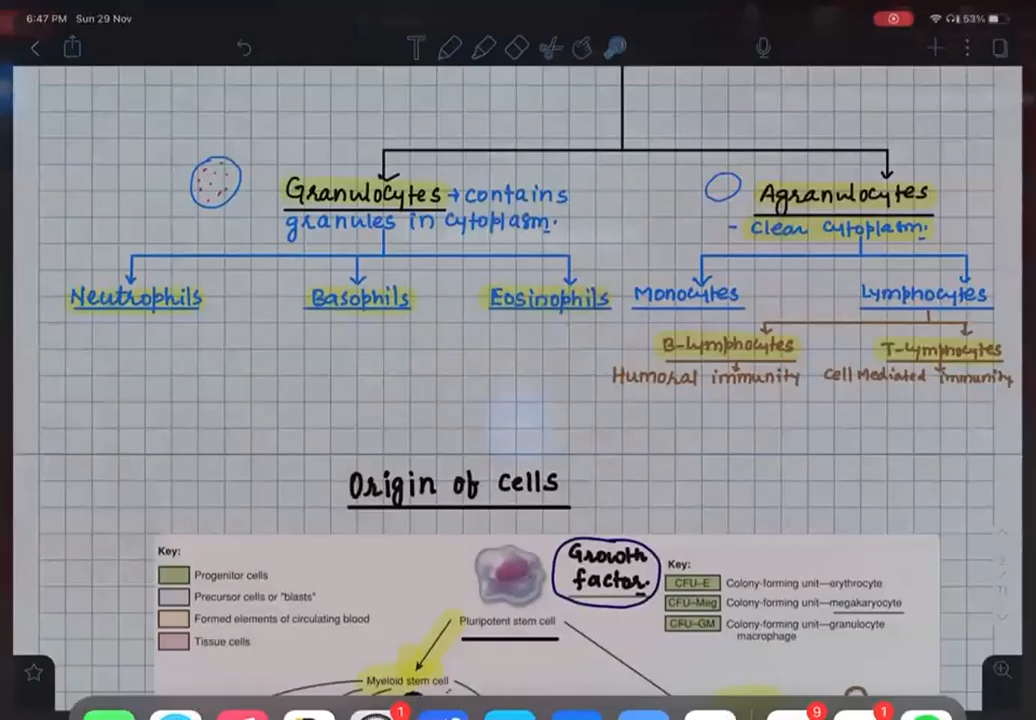 6:47 PM Sun 29 Nov
53%
Granulocytes → contains
granules in cytoplasm.
Agranulocytes
- Clear cytoplasm.
Neutrophils
Basophils
Eosinophils
Monocytes
Lymphocytes
B-lymphocytes
T-lymphocytes
Humoral immunity
Cell Mediated immunity
Origin of cells
Key:
Progenitor cells
Precursor cells or "blasts"
Formed elements of circulating blood
Tissue cells
Growth
factor.
Pluripotent stem cell
Key:
CFU–E Colony-forming unit—erythrocyte
CFU–Meg Colony-forming unit—megakaryocyte
CFU–GM Colony-forming unit—granulocyte
macrophage
Myeloid stem cell
1
9
1